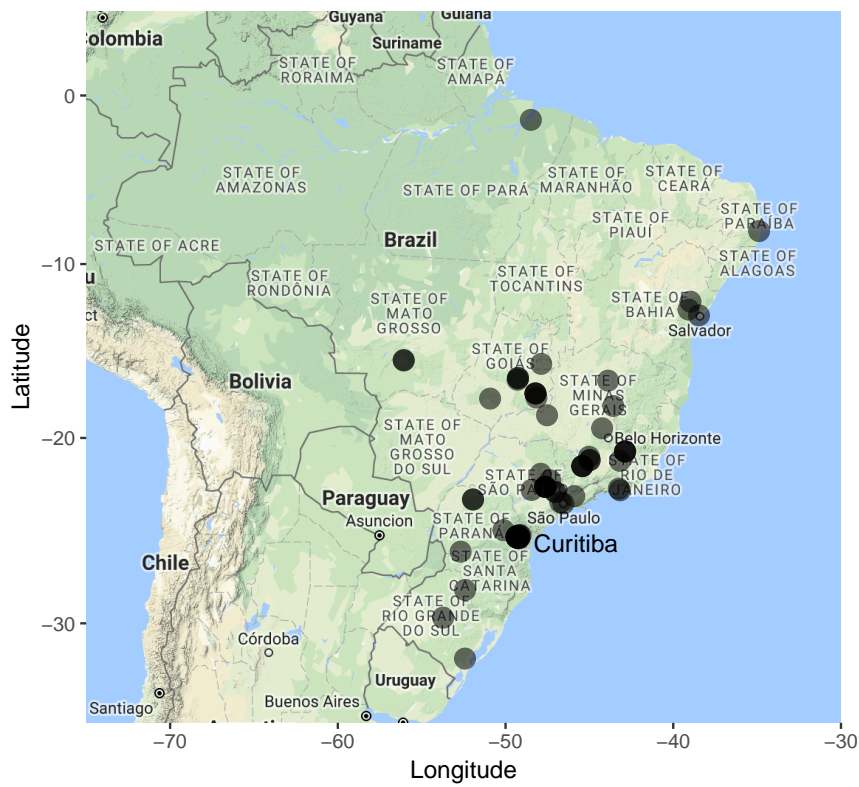 Guyana
Guiana
olombia
Suriname
STATE OF
RORAIMA
STATE OF
AMAPÁ
0
STATE OF
AMAZONAS
STATE OF PARÁ
STATE OF
MARANHÃO
STATE OF
CEARÁ
STATE OF
PARAÍBA
STATE OF
PIAUÍ
STATE OF ACRE
Brazil
STATE OF
ALAGOAS
−10
u
STATE OF
RONDÔNIA
STATE OF
TOCANTINS
STATE OF
MATO
GROSSO
STATE OF
BAHIA
ct
Salvador
STATE OF
GOIÁS
Latitude
Bolivia
STATE OF
MINAS
GERAIS
STATE OF
MATO
GROSSO
DO SUL
−20
Belo Horizonte
STATE OF
RIO DE
JANEIRO
STATE OF
SÃO PA
Paraguay
Asuncion
São Paulo
STATE OF
PARANÁ
Curitiba
Chile
STATE OF
SANTA
CATARINA
STATE OF
RIO GRANDE
DO SUL
−30
Córdoba
Uruguay
Santiago
Buenos Aires
−70
−60
−50
−40
−30
Longitude